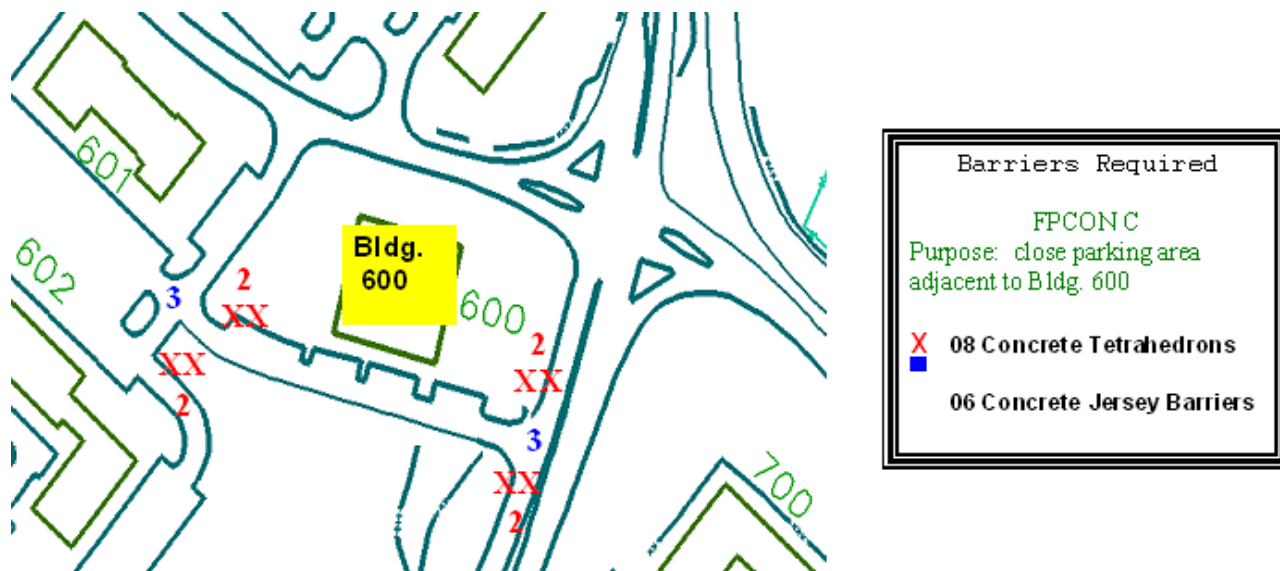 601
602
Bldg.
600
600
2
XX
3
XX
2
2
XX
3
XX
2
700
Barriers Required
FPCON C
Purpose: close parking area
adjacent to Bldg. 600
X 08 Concrete Tetrahedrons
06 Concrete Jersey Barriers